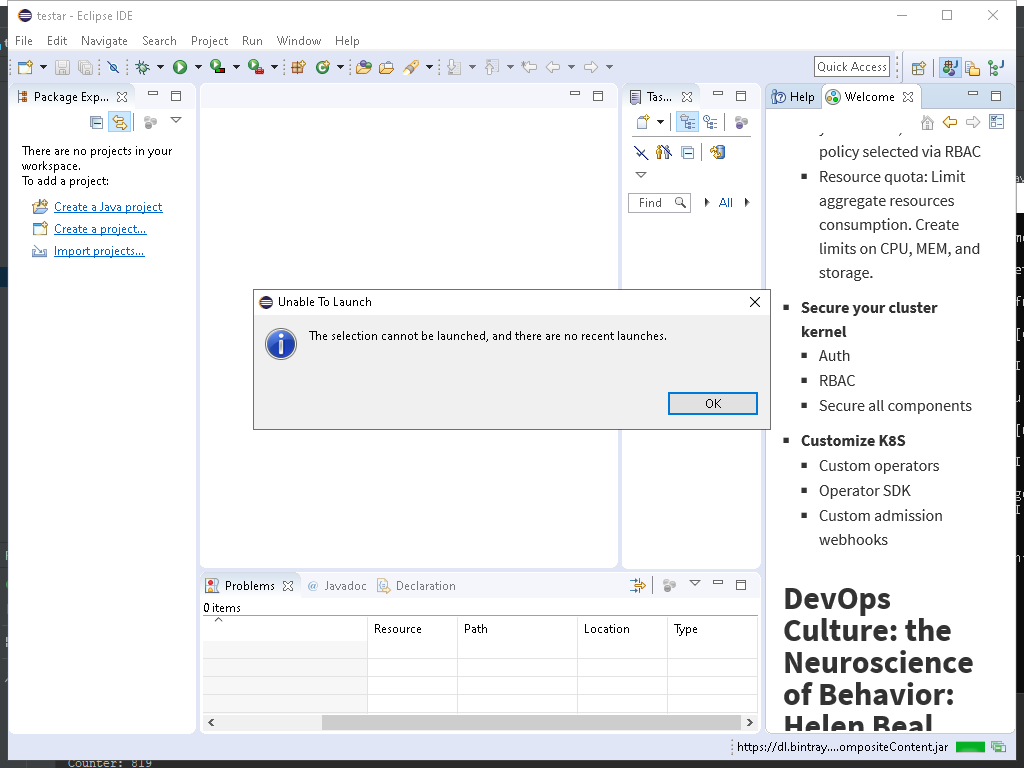 testar - Eclipse IDE
File Edit Navigate Search Project Run Window Help
Quick Access
Package Exp...
There are no projects in your
workspace.
To add a project:
Create a Java project
Create a project...
Import projects...
Tas...
Find
All
Help
Welcome
policy selected via RBAC
Resource quota: Limit
aggregate resources
consumption. Create
limits on CPU, MEM, and
storage.
Secure your cluster
kernel
Auth
RBAC
Secure all components
Customize K8S
Custom operators
Operator SDK
Custom admission
webhooks
DevOps
Culture: the
Neuroscience
of Behavior:
Helen Beal
Unable To Launch
The selection cannot be launched, and there are no recent launches.
OK
Problems
@ Javadoc
Declaration
0 items
Resource Path Location Type
https://dl.bintray....ompositeContent.jar
Counter: 819